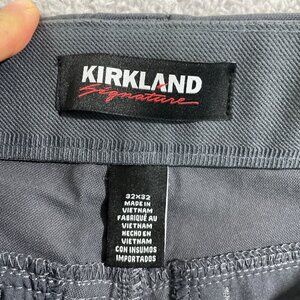 KIRKLAND
Signature
32X32
MADE IN
VIETNAM
FABRIQUÉ AU
VIETNAM
HECHO EN
VIETNAM
CON INSUMOS
IMPORTADOS